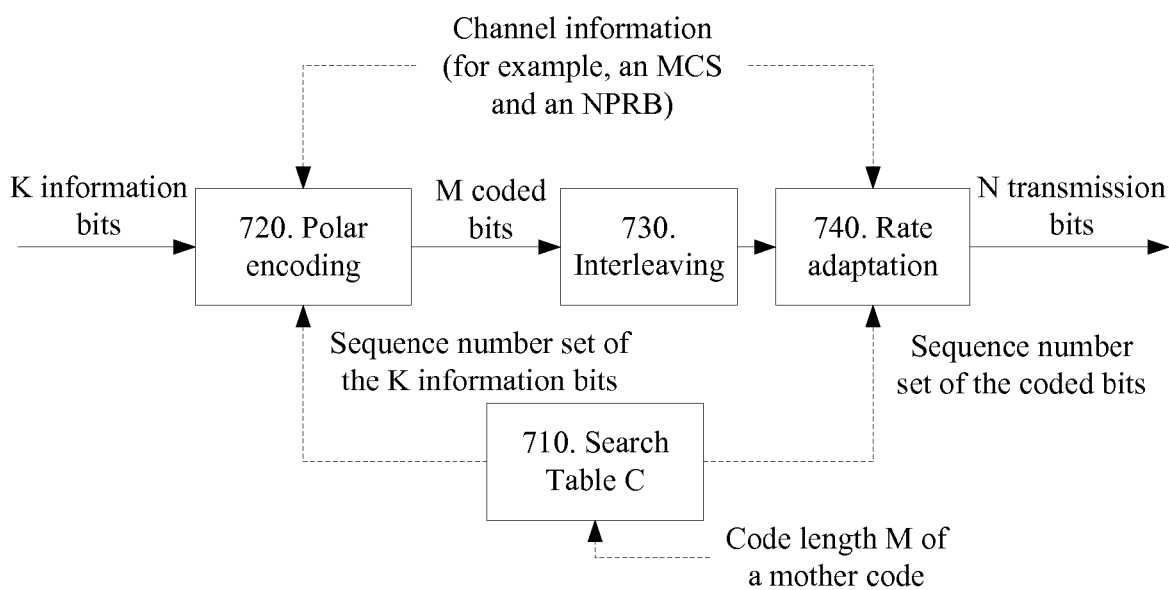 Channel information
(for example, an MCS
and an NPRB)
K information
bits
720. Polar
encoding
M coded
bits
730.
Interleaving
740. Rate
adaptation
N transmission
bits
Sequence number set of
the K information bits
Sequence number
set of the coded bits
710. Search
Table C
Code length M of
a mother code